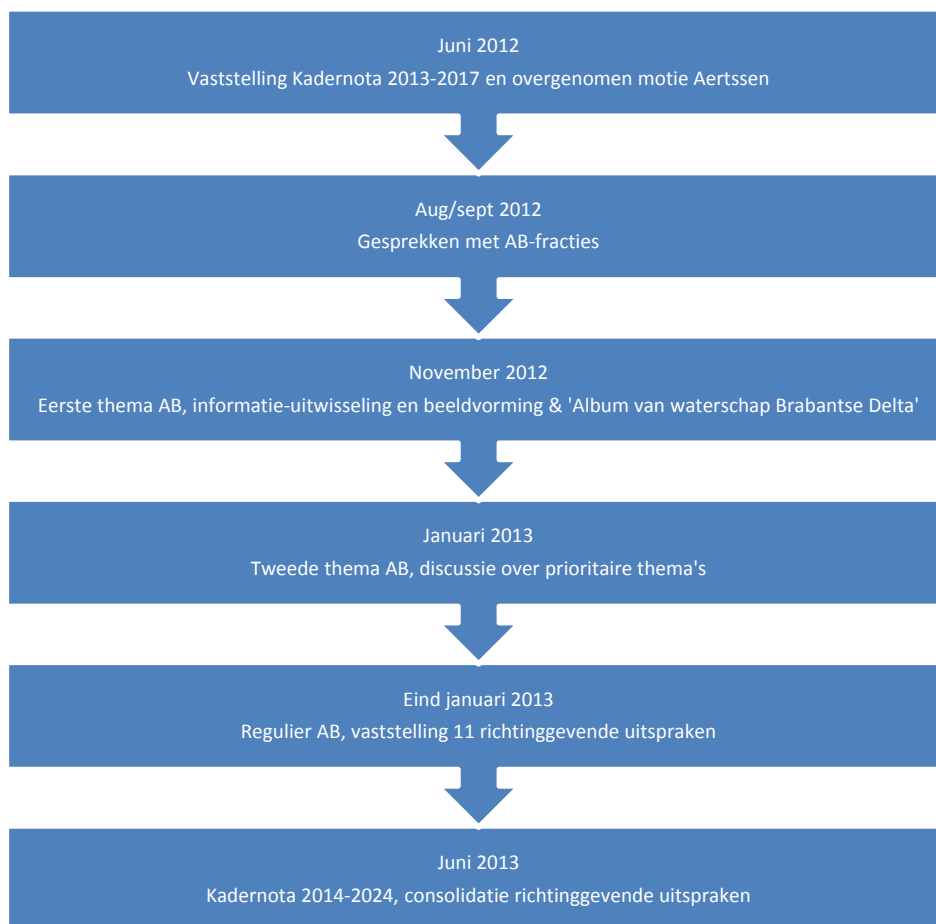 Juni 2012
Vaststelling Kadernota 2013-2017 en overgenomen motie Aertssen
Aug/sept 2012
Gesprekken met AB-fracties
November 2012
Eerste thema AB, informatie-uitwisseling en beeldvorming & 'Album van waterschap Brabantse Delta'
Januari 2013
Tweede thema AB, discussie over prioritaire thema's
Eind januari 2013
Regulier AB, vaststelling 11 richtinggevende uitspraken
Juni 2013
Kadernota 2014-2024, consolidatie richtinggevende uitspraken